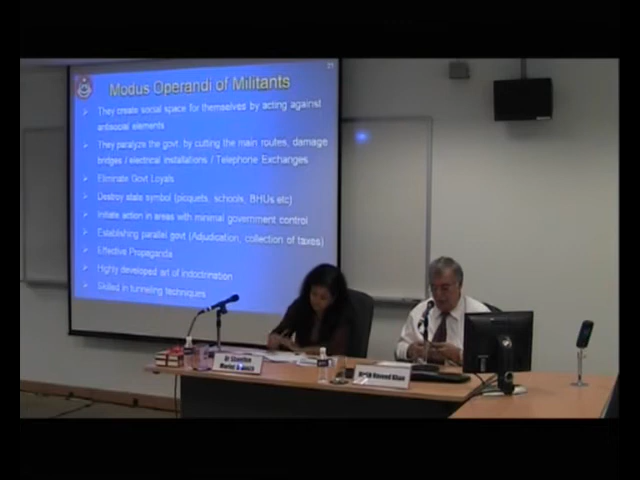 21
Modus Operandi of Militants
They create social space for themselves by acting against
antisocial elements
They paralyze the govt. by cutting the main routes, damage
bridges / electrical installations / Telephone Exchanges
Eliminate Govt Loyals
Destroy state symbol (picquets, schools, BHUs etc)
Initiate action in areas with minimal government control
Establishing parallel govt (Adjudication, collection of taxes)
Effective Propaganda
Highly developed art of indoctrination
Skilled in tunneling techniques
Dr
Khan